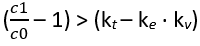 (c1/c0 − 1) > (kₜ − kₑ · kᵥ)